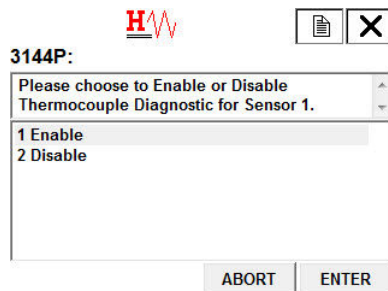 H
3144P:
Please choose to Enable or Disable
Thermocouple Diagnostic for Sensor 1.
1 Enable
2 Disable
ABORT ENTER